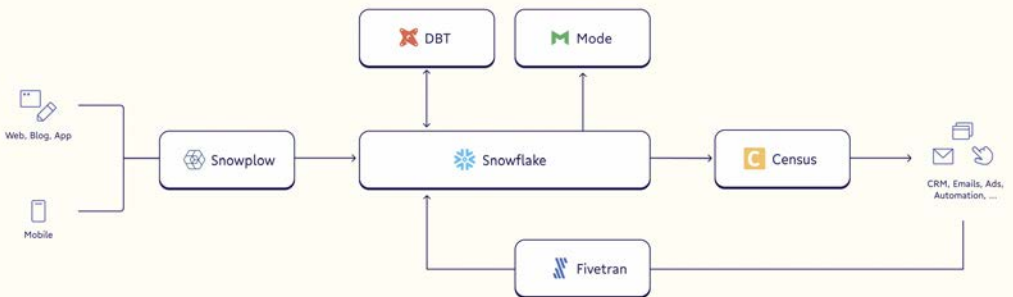 DBT
Mode
Web, Blog, App
Snowplow
Snowflake
C Census
CRM, Emails, Ads,
Automation, ...
Mobile
Fivetran